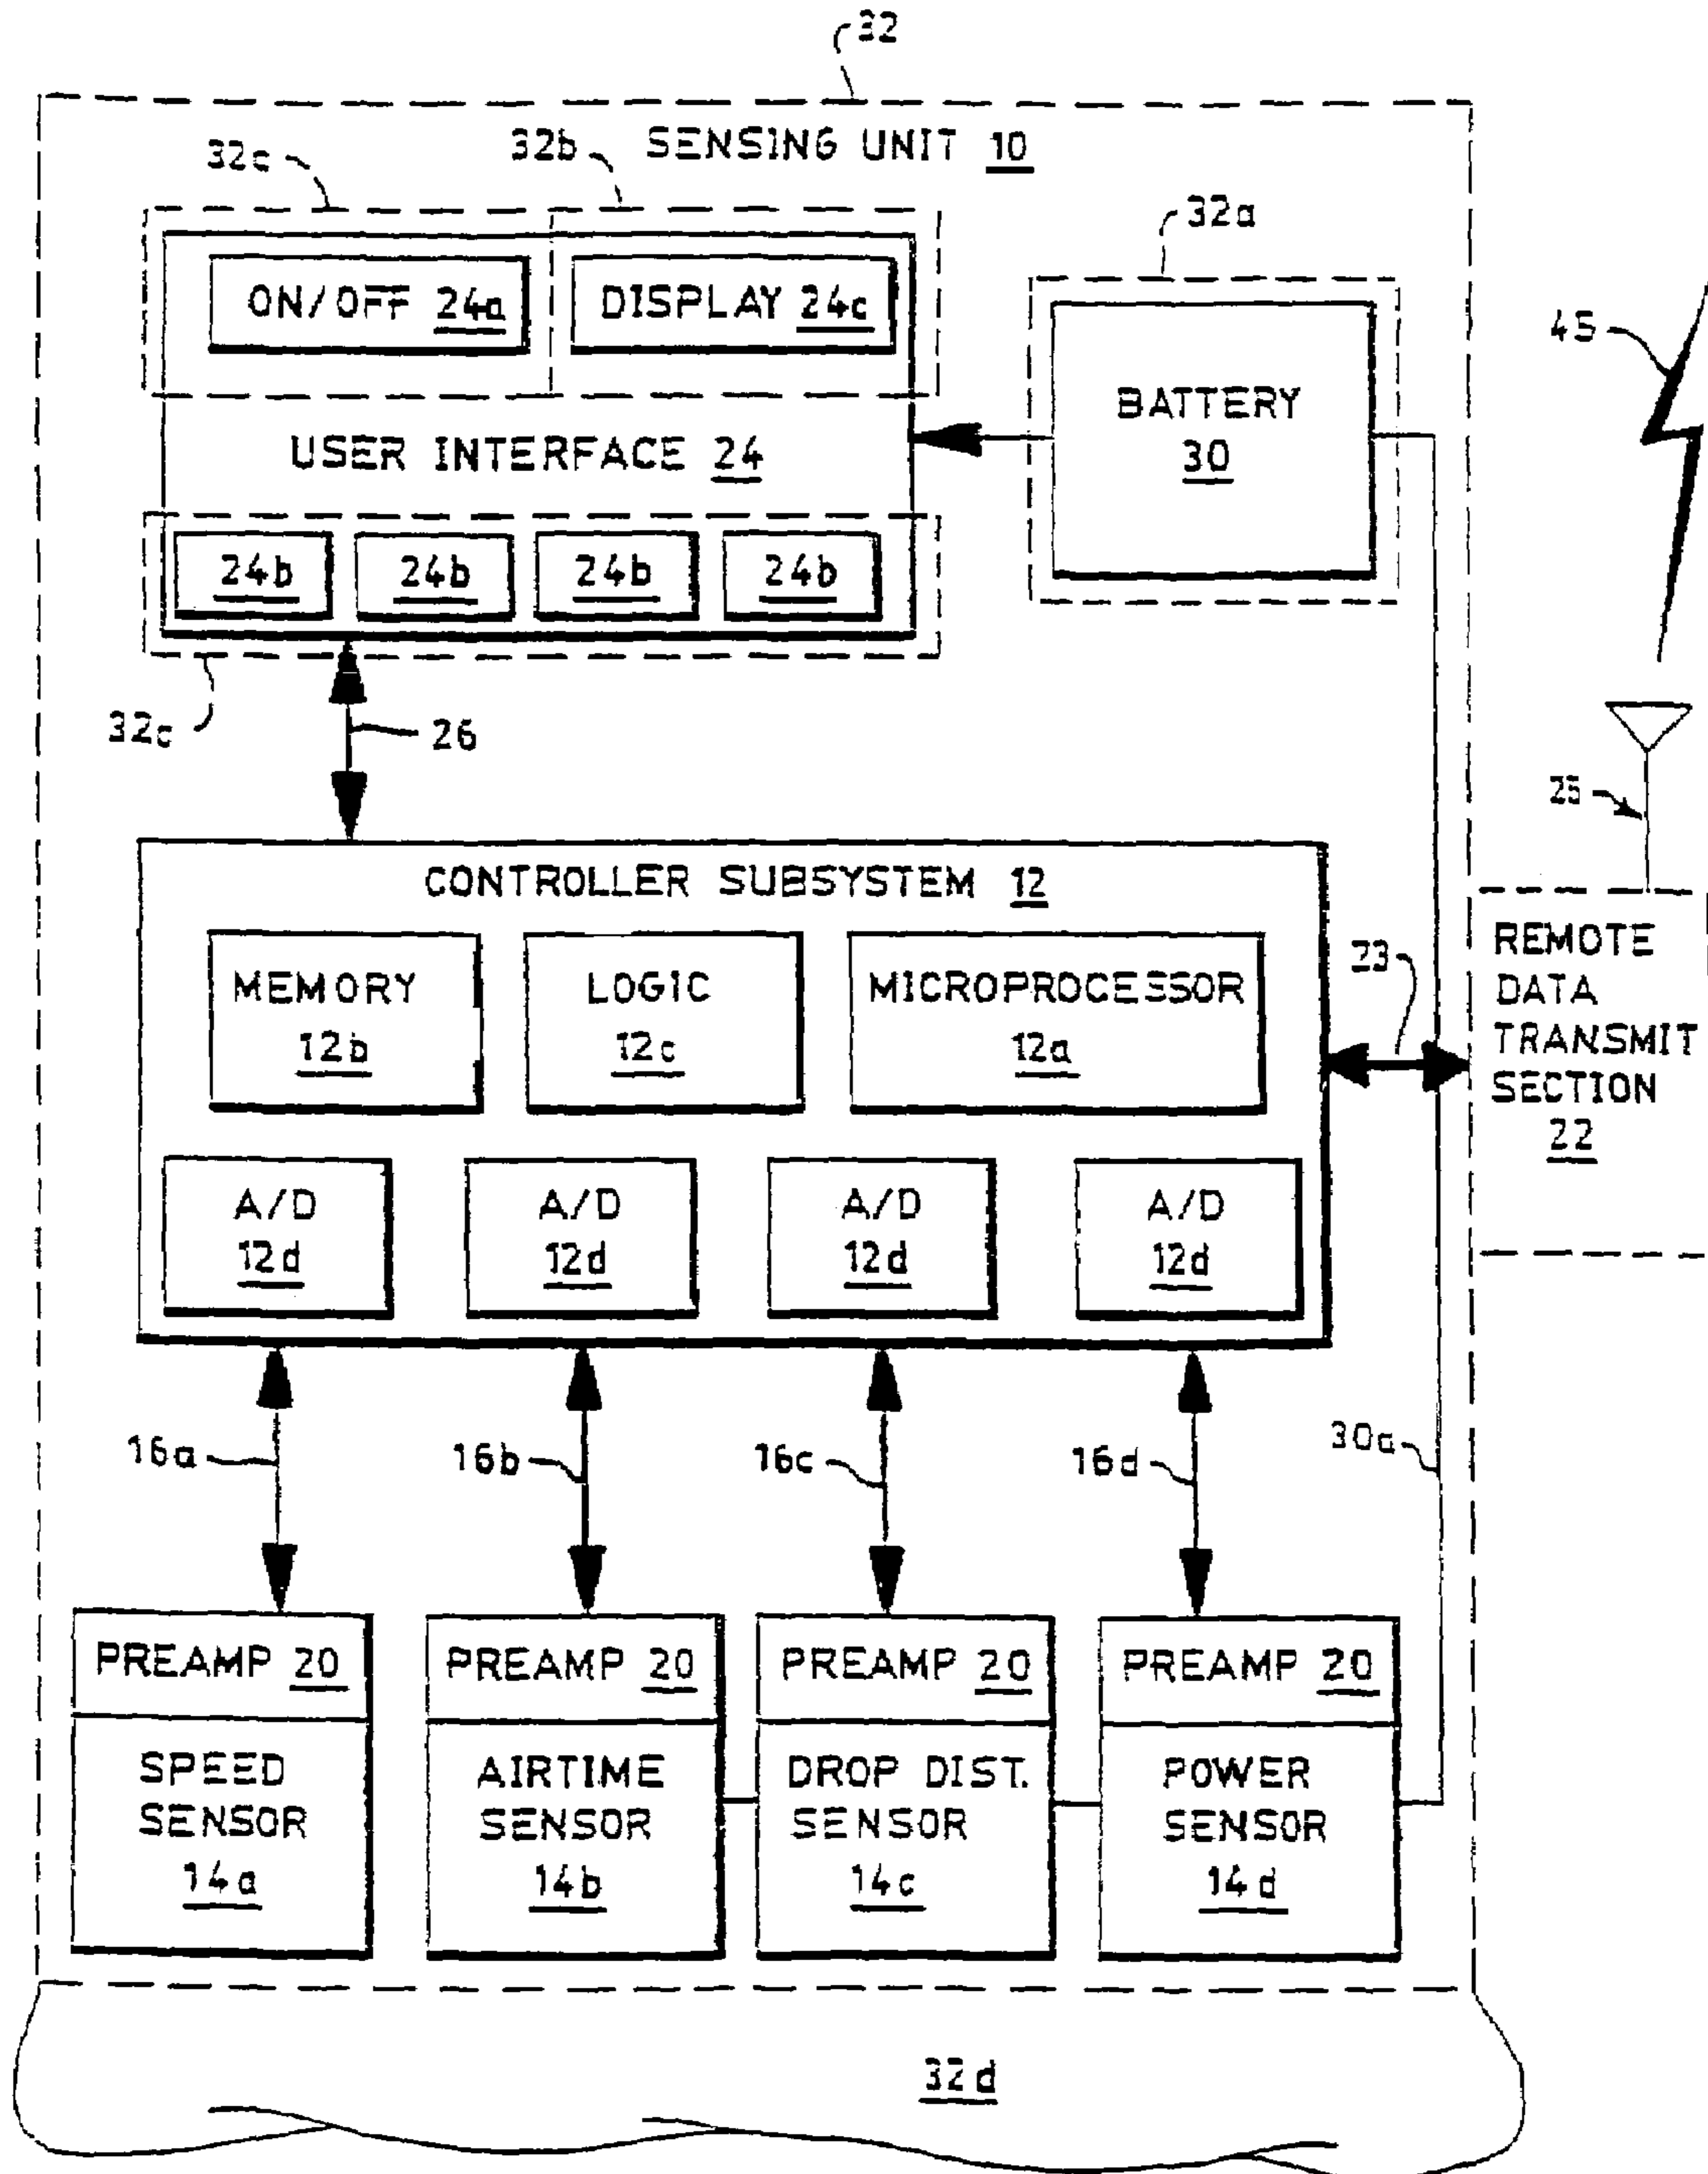 32
SENSING UNIT 10
32c
32b
32a
ON/OFF 24a
DISPLAY 24c
45
BATTERY
30
USER INTERFACE 24
24b
24b
24b
24b
32c
26
25
CONTROLLER SUBSYSTEM 12
MEMORY
12b
LOGIC
12c
MICROPROCESSOR
12a
23
REMOTE
DATA
TRANSMIT
SECTION
22
A/D
12d
A/D
12d
A/D
12d
A/D
12d
16a
16b
16c
16d
30a
PREAMP 20
PREAMP 20
PREAMP 20
PREAMP 20
SPEED
SENSOR
14a
AIRTIME
SENSOR
14b
DROP DIST.
SENSOR
14c
POWER
SENSOR
14d
32d